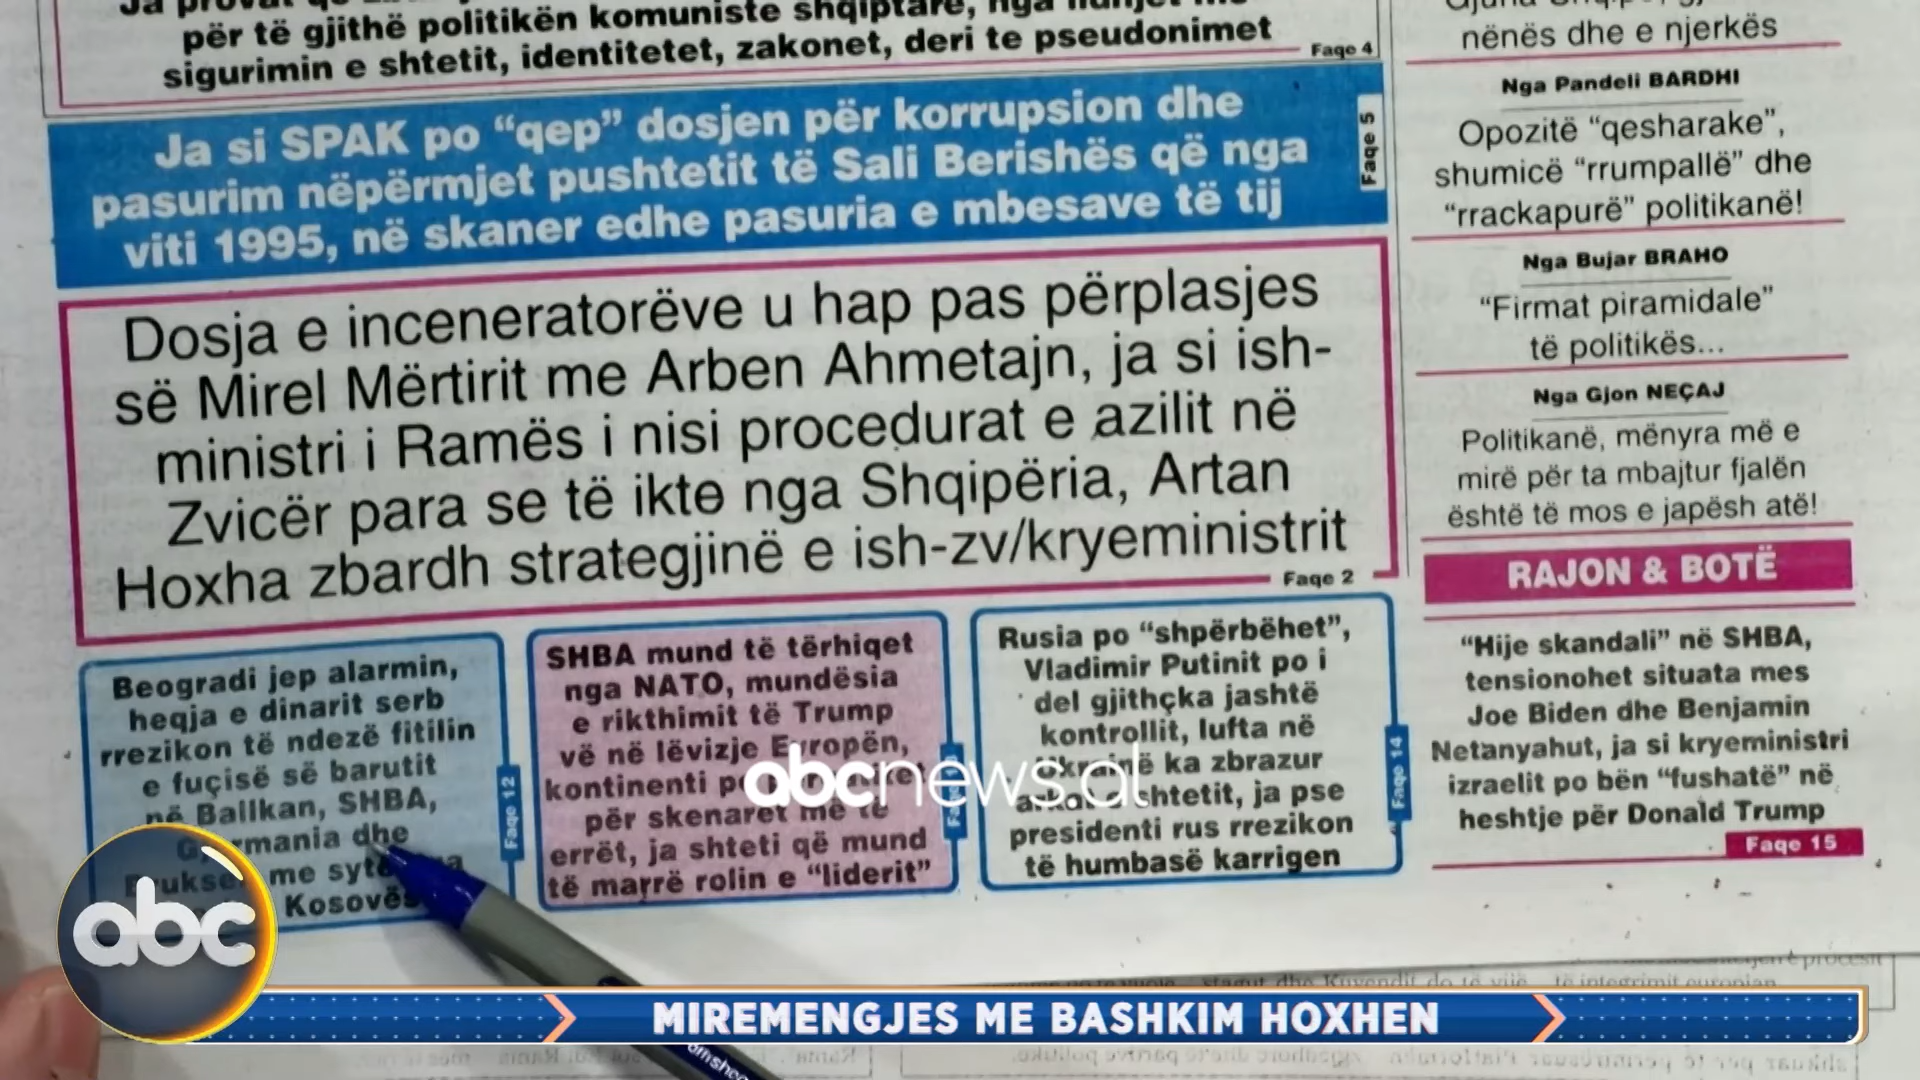 për të gjithë politikën komuniste shqiptare, nga
sigurimin e shtetit, identitetet, zakonet, deri te pseudonimet
Faqe 4
Ja si SPAK po “qep” dosjen për korrupsion dhe
pasurim nëpërmjet pushtetit të Sali Berishës që nga
viti 1995, në skaner edhe pasuria e mbesave të tij
Faqe 5
Dosja e inceneratorëve u hap pas përplasjes
së Mirel Mërtirit me Arben Ahmetajn, ja si ish-
ministri i Ramës i nisi procedurat e azilit në
Zvicër para se të ikte nga Shqipëria, Artan
Hoxha zbardh strategjinë e ish-zv/kryeministrit
Faqe 2
Beogradi jep alarmin,
heqja e dinarit serb
rrezikon të ndezë fitilin
e fuçisë së barutit
në Ballkan, SHBA,
dhe
me
Kosovës
Faqe 12
SHBA mund të tërhiqet
nga NATO, mundësia
e rikthimit të Trump
vë në lëvizje Evropën,
kontinenti
për skenarët më të
errët, ja shteti që mund
të marrë rolin e “liderit”
Rusia po “shpërbëhet”,
Vladimir Putinit po i
del gjithçka jashtë
kontrollit, lufta në
ka zbrazur
ja pse
presidenti rus rrezikon
të humbasë karrigen
Faqe 14
nënës dhe e njerkës
Nga Pandeli BARDHI
Opozitë “qesharake”,
shumicë “rrumpallë” dhe
“rrackapurë” politikanë!
Nga Bujar BRAHO
“Firmat piramidale”
të politikës...
Nga Gjon NEÇAJ
Politikanë, mënyra më e
mirë për ta mbajtur fjalën
është të mos e japësh atë!
RAJON & BOTË
“Hije skandali” në SHBA,
tensionohet situata mes
Joe Biden dhe Benjamin
Netanyahut, ja si kryeministri
izraelit po bën “fushatë” në
heshtje për Donald Trump
Faqe 15
abcnews.al
abc
MIREMENGJES ME BASHKIM HOXHEN